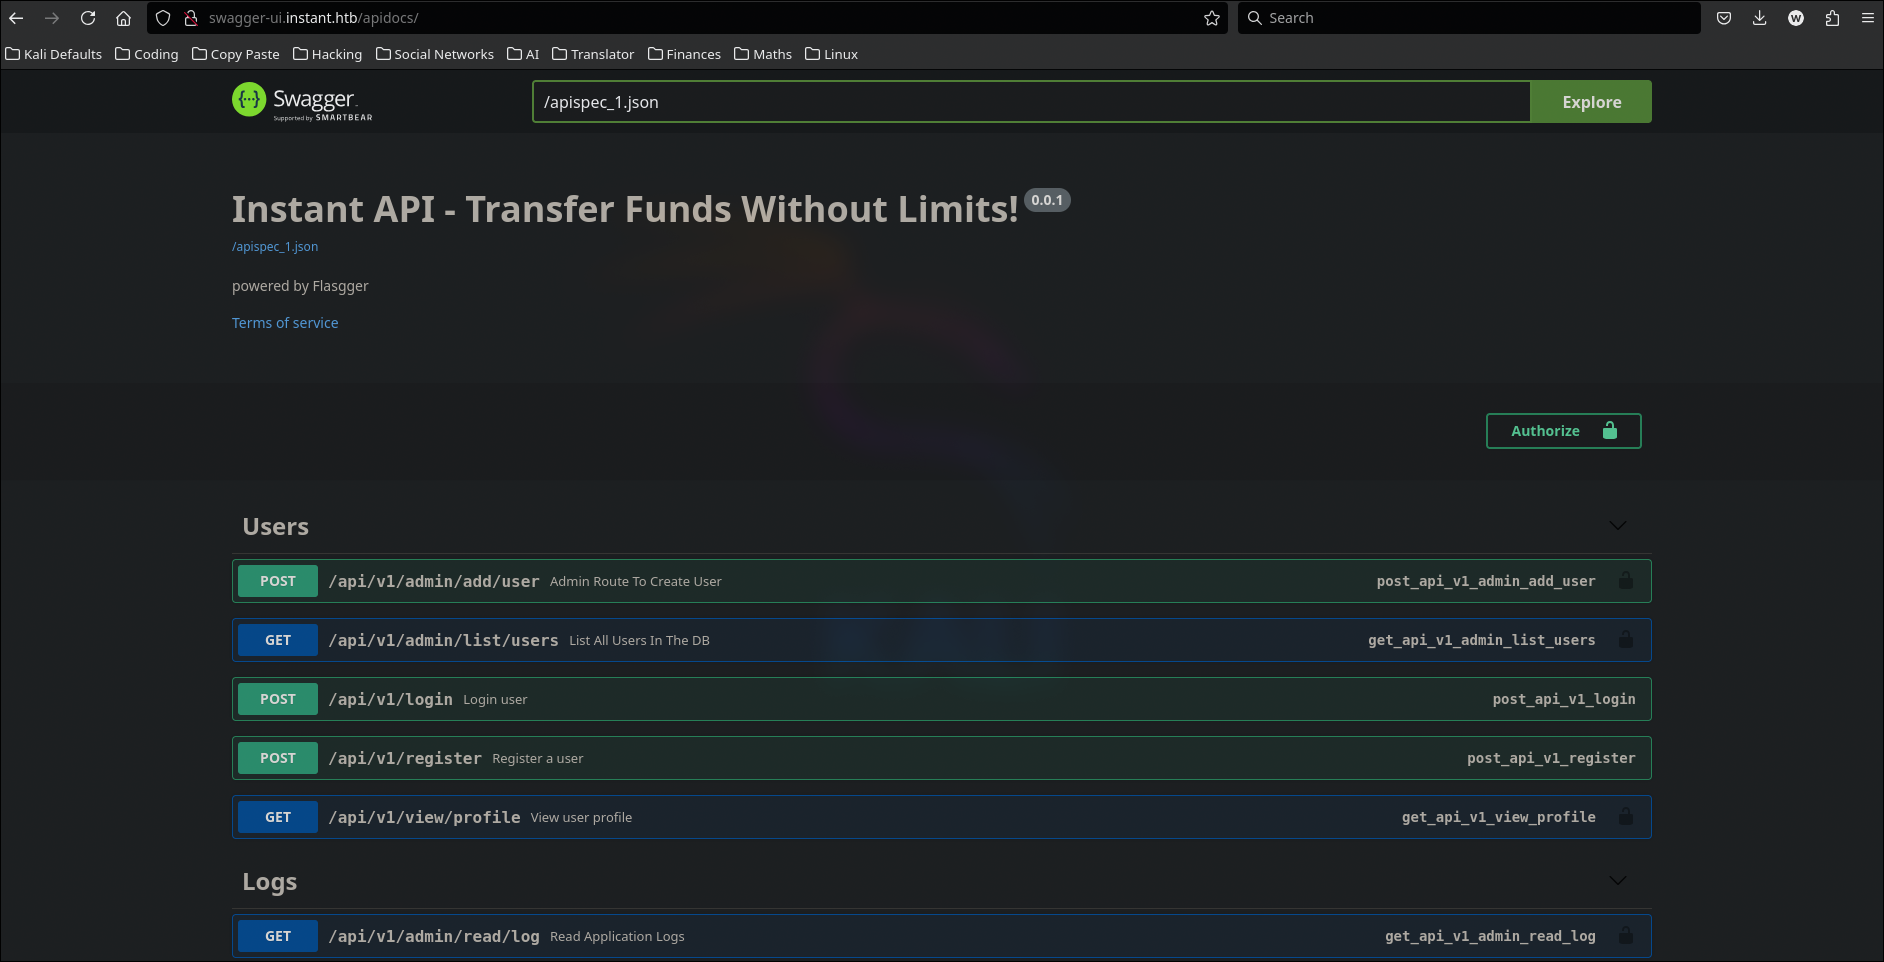 swagger-ui.instant.htb/apidocs/
Search
Kali Defaults Coding Copy Paste Hacking Social Networks AI Translator Finances Maths Linux
Swagger.
Supported by SMARTBEAR
/apispec_1.json
Explore
Instant API - Transfer Funds Without Limits! 0.0.1
/apispec_1.json
powered by Flasgger
Terms of service
Authorize
Users
POST /api/v1/admin/add/user Admin Route To Create User post_api_v1_admin_add_user
GET /api/v1/admin/list/users List All Users In The DB get_api_v1_admin_list_users
POST /api/v1/login Login user post_api_v1_login
POST /api/v1/register Register a user post_api_v1_register
GET /api/v1/view/profile View user profile get_api_v1_view_profile
Logs
GET /api/v1/admin/read/log Read Application Logs get_api_v1_admin_read_log